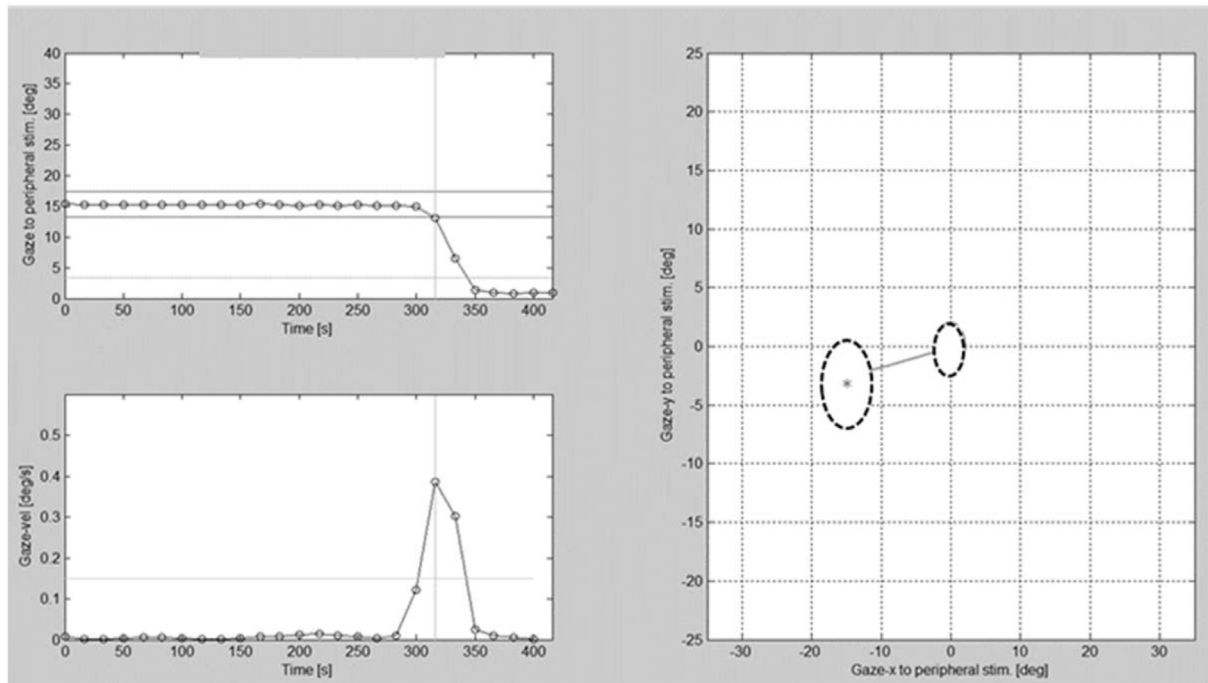 40
35
30
25
20
15
10
5
0
Gaze to peripheral stim. [deg]
0 50 100 150 200 250 300 350 400
Time [s]
0.5
0.4
0.3
0.2
0.1
0
Gaze-vel [deg/s]
0 50 100 150 200 250 300 350 400
Time [s]
25
20
15
10
5
0
-5
-10
-15
-20
-25
Gaze-y to peripheral stim. [deg]
-30 -20 -10 0 10 20 30
Gaze-x to peripheral stim. [deg]